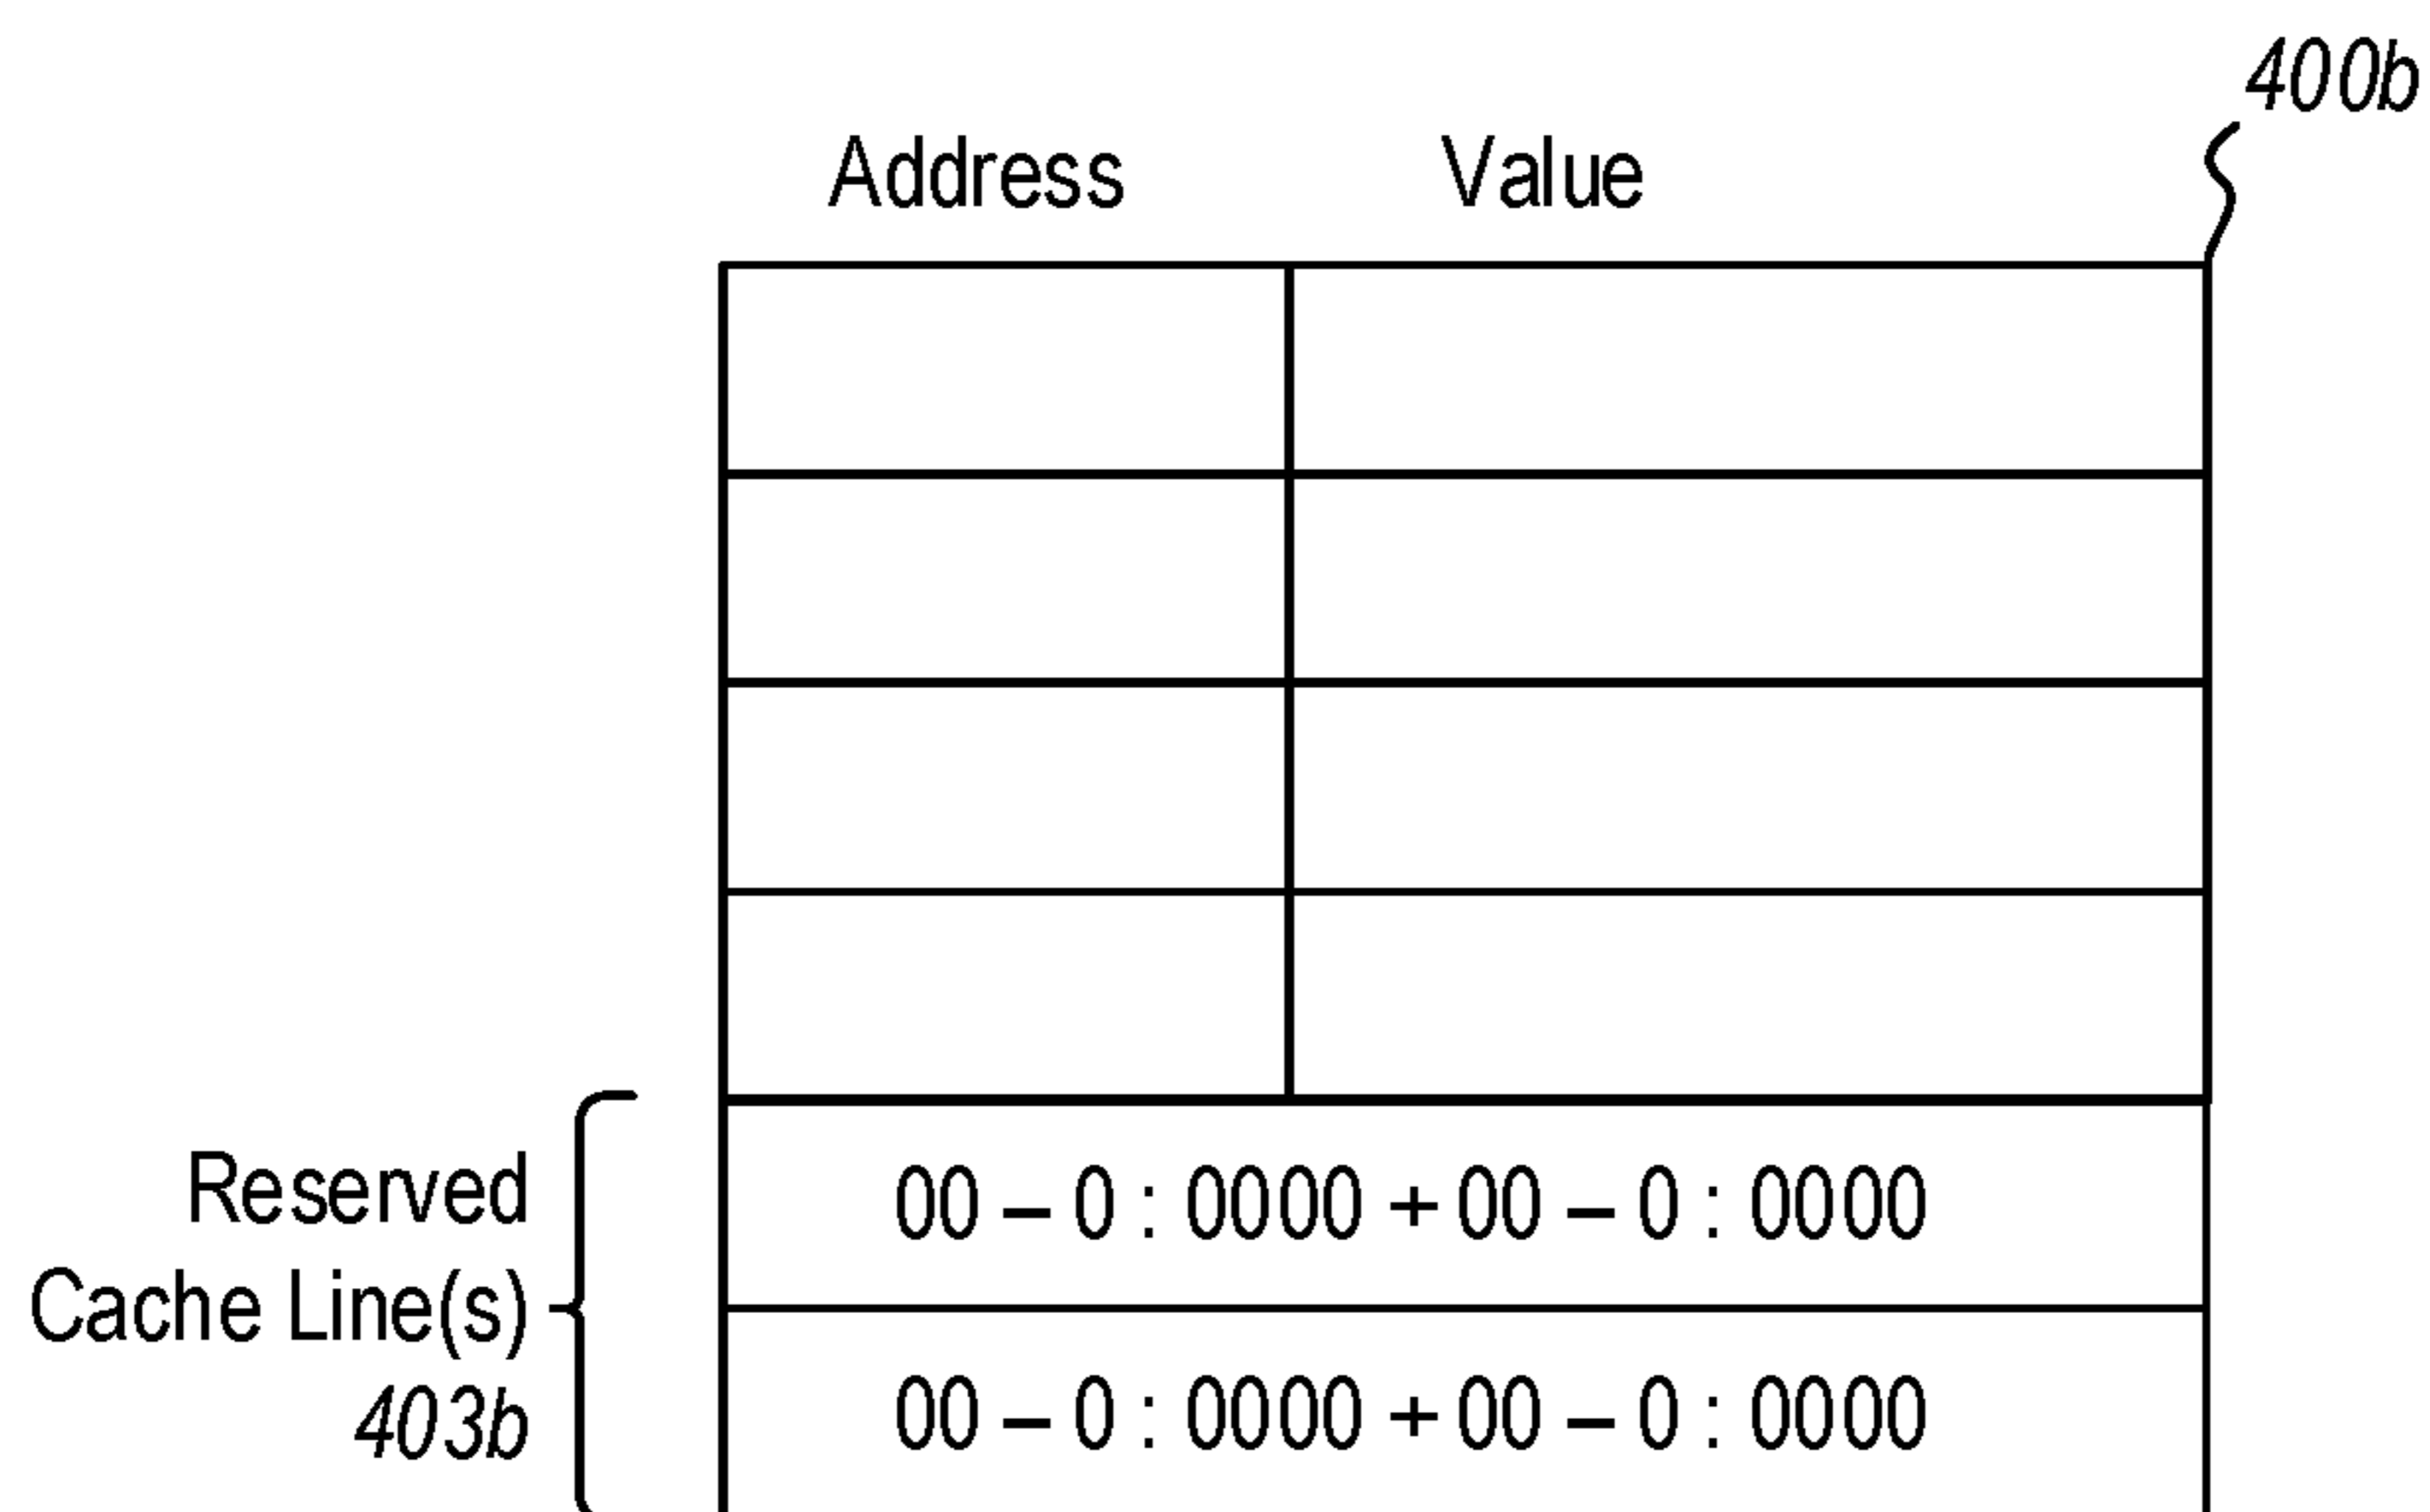 400b
Address Value
00 – 0 : 0000 + 00 – 0 : 0000
Reserved
Cache Line(s)
403b
00 – 0 : 0000 + 00 – 0 : 0000